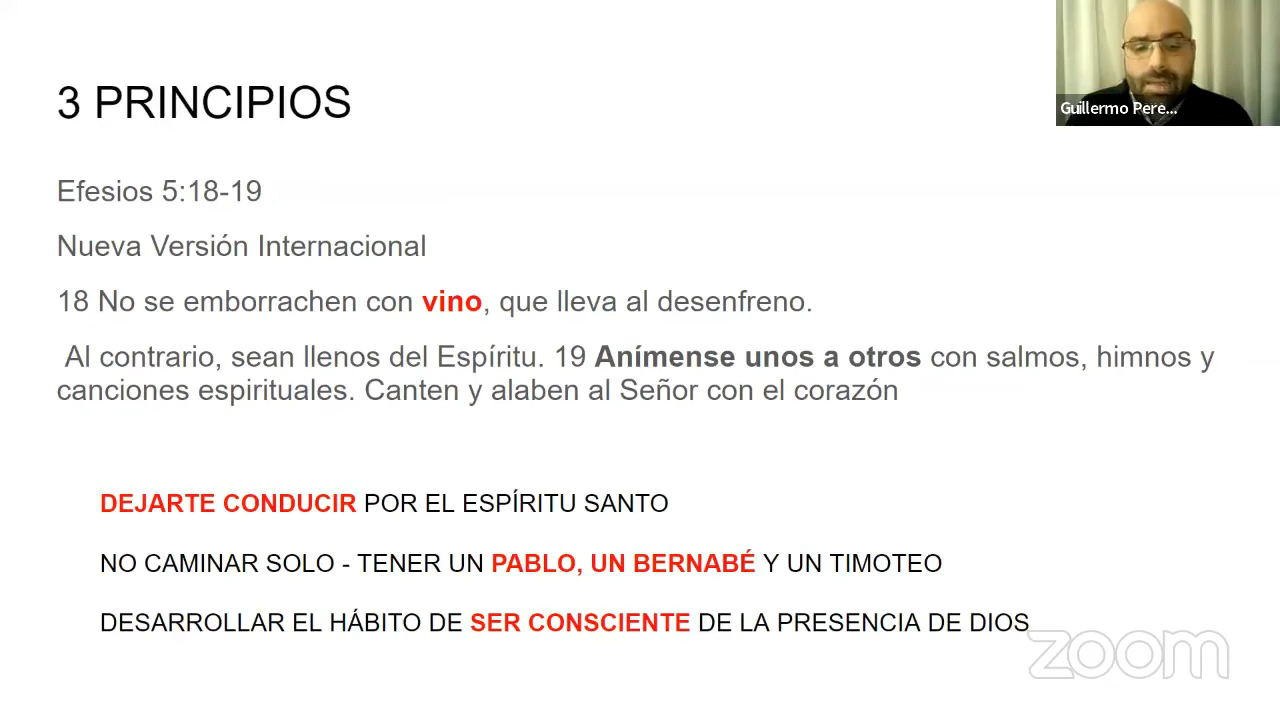 3 PRINCIPIOS
Guillermo Pere...
Efesios 5:18-19
Nueva Versión Internacional
18 No se emborrachen con vino, que lleva al desenfreno.
Al contrario, sean llenos del Espíritu. 19 Anímense unos a otros con salmos, himnos y
canciones espirituales. Canten y alaben al Señor con el corazón
DEJARTE CONDUCIR POR EL ESPÍRITU SANTO
NO CAMINAR SOLO - TENER UN PABLO, UN BERNABÉ Y UN TIMOTEO
DESARROLLAR EL HÁBITO DE SER CONSCIENTE DE LA PRESENCIA DE DIOS
zoom